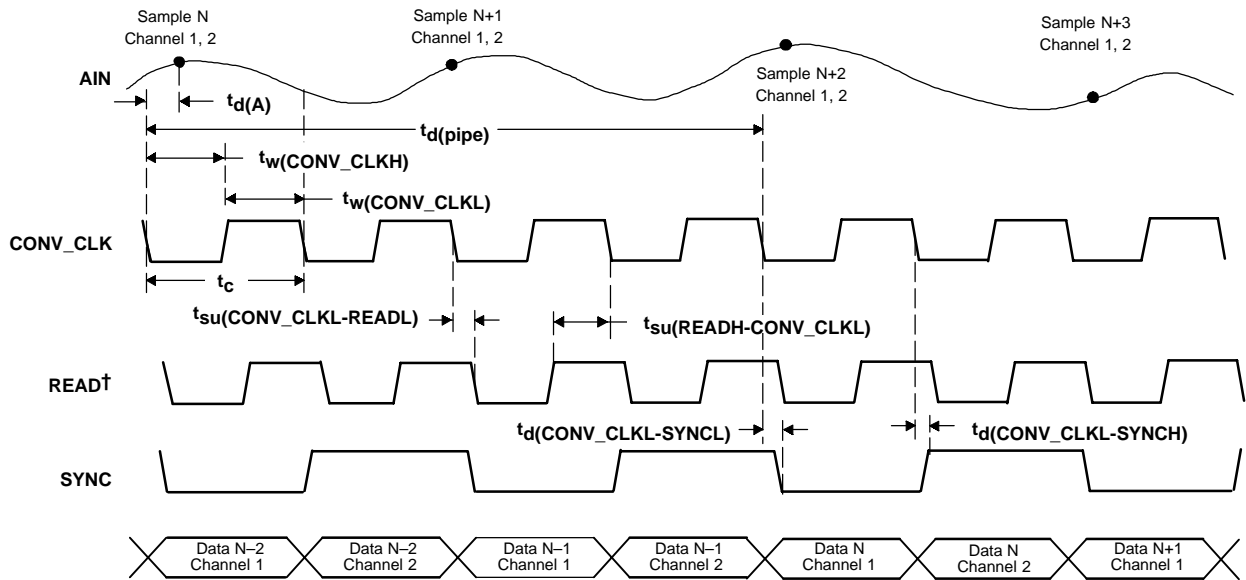 Sample N
Channel 1, 2
Sample N+1
Channel 1, 2
Sample N+3
Channel 1, 2
AIN
Sample N+2
Channel 1, 2
td(A)
td(pipe)
tw(CONV_CLKH)
tw(CONV_CLKL)
CONV_CLK
tc
tsu(CONV_CLKL-READL)
tsu(READH-CONV_CLKL)
READ†
td(CONV_CLKL-SYNCL)
td(CONV_CLKL-SYNCH)
SYNC
Data N–2
Channel 1
Data N–2
Channel 2
Data N–1
Channel 1
Data N–1
Channel 2
Data N
Channel 1
Data N
Channel 2
Data N+1
Channel 1